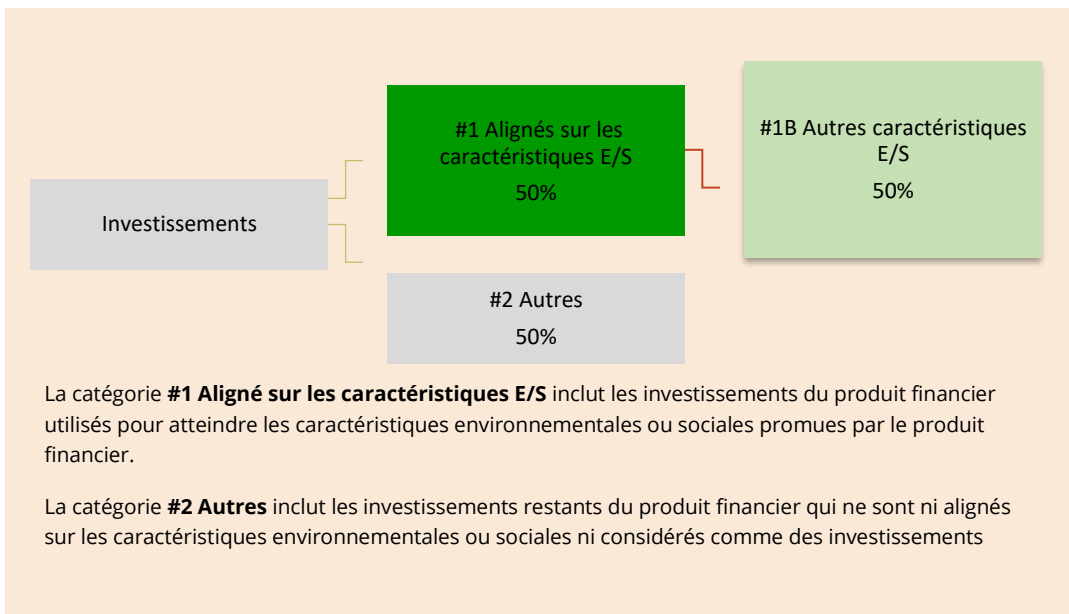 Investissements
#1 Alignés sur les
caractéristiques E/S
50%
#1B Autres caractéristiques
E/S
50%
#2 Autres
50%
La catégorie #1 Aligné sur les caractéristiques E/S inclut les investissements du produit financier
utilisés pour atteindre les caractéristiques environnementales ou sociales promues par le produit
financier.
La catégorie #2 Autres inclut les investissements restants du produit financier qui ne sont ni alignés
sur les caractéristiques environnementales ou sociales ni considérés comme des investissements